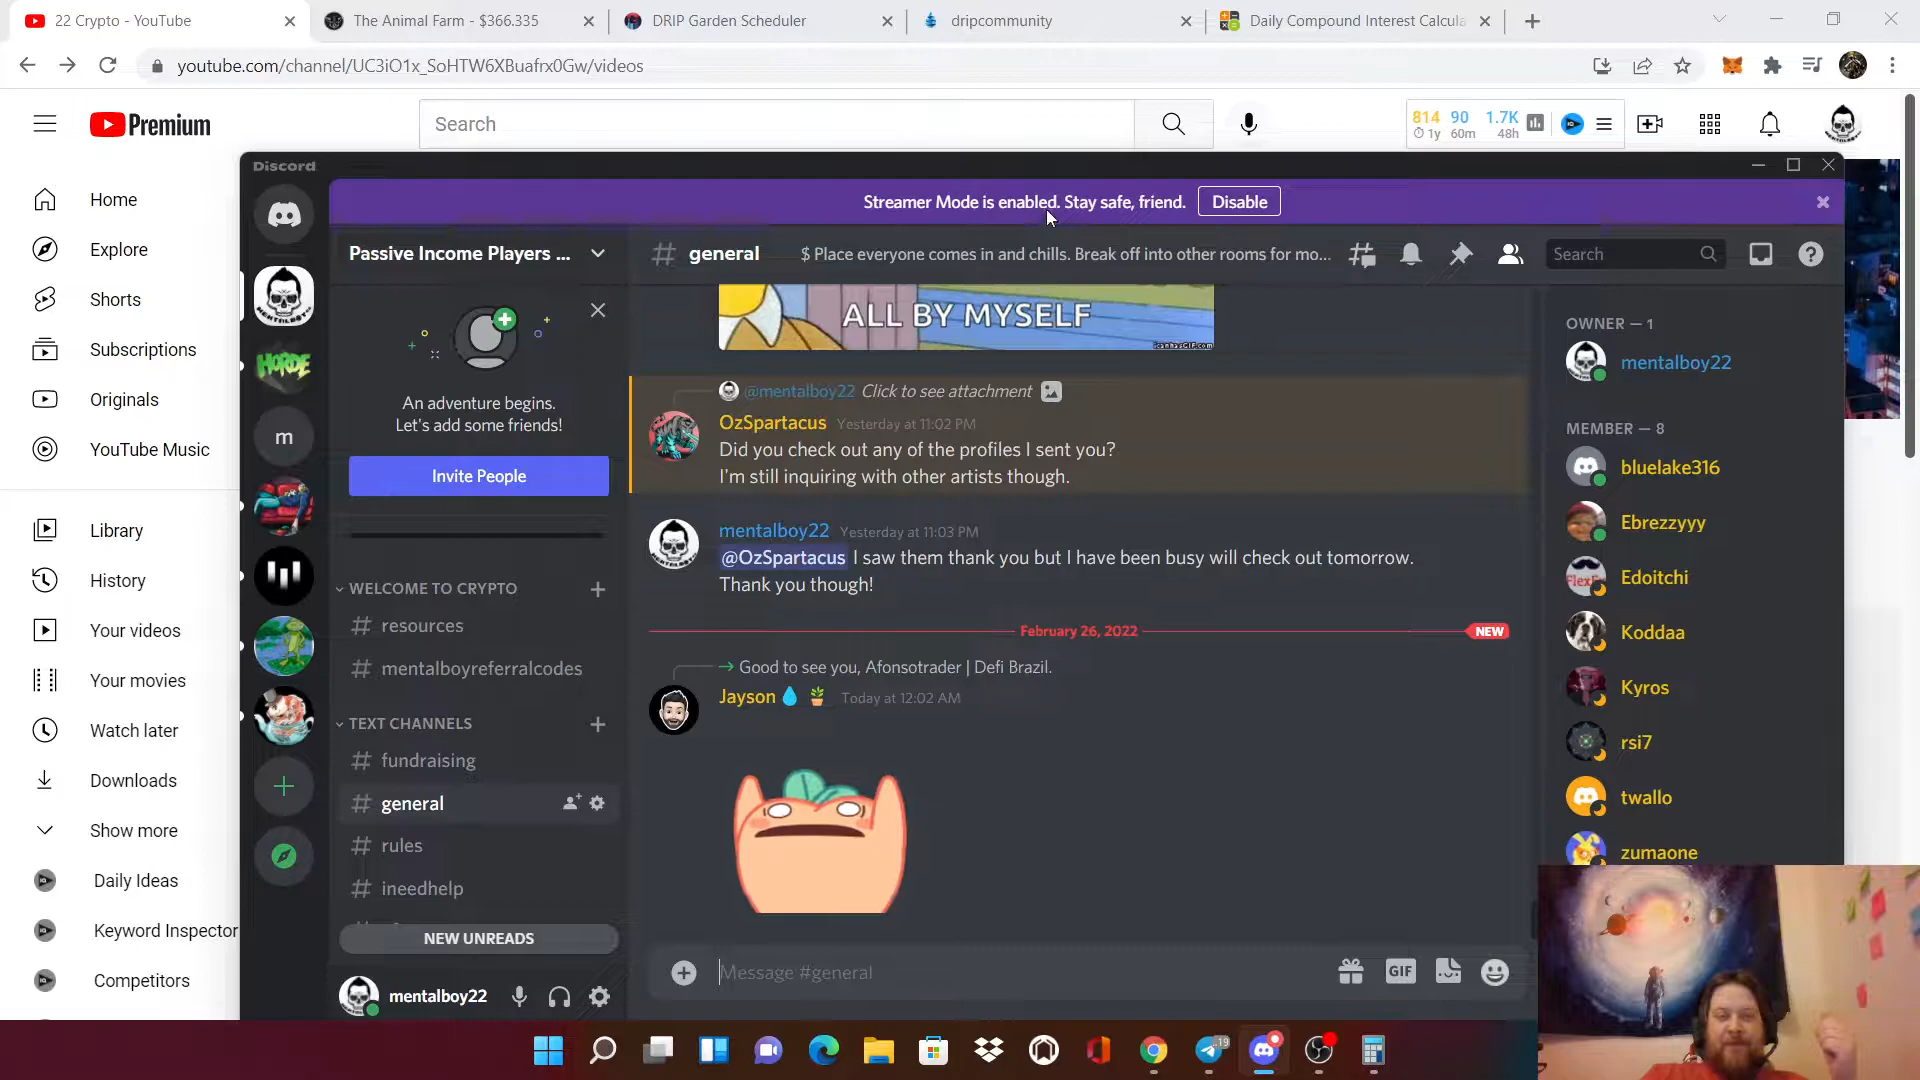 22 Crypto - YouTube
The Animal Farm - $366.335
DRIP Garden Scheduler
dripcommunity
Daily Compound Interest Calcula
youtube.com/channel/UC3iO1x_SoHTW6XBuafrx0Gw/videos
Premium
Search
814 90 1.7K
1y 60m 48h
Home
Explore
Shorts
Subscriptions
Originals
YouTube Music
Library
History
Your videos
Your movies
Watch later
Downloads
Show more
Daily Ideas
Keyword Inspector
Competitors
Discord
Streamer Mode is enabled. Stay safe, friend.
Disable
HORDE
m
Passive Income Players ...
An adventure begins.
Let's add some friends!
Invite People
WELCOME TO CRYPTO
resources
mentalboyreferralcodes
TEXT CHANNELS
fundraising
general
rules
ineedhelp
NEW UNREADS
mentalboy22
general
$ Place everyone comes in and chills. Break off into other rooms for mo...
Search
ALL BY MYSELF
@mentalboy22 Click to see attachment
OzSpartacus Yesterday at 11:02 PM
Did you check out any of the profiles I sent you?
I'm still inquiring with other artists though.
mentalboy22 Yesterday at 11:03 PM
@OzSpartacus I saw them thank you but I have been busy will check out tomorrow.
Thank you though!
February 26, 2022
NEW
Good to see you, Afonsotrader | Defi Brazil.
Jayson Today at 12:02 AM
Message #general
GIF
OWNER — 1
mentalboy22
MEMBER — 8
bluelake316
Ebrezzyyy
Edoitchi
Koddaa
Kyros
rsi7
twallo
zumaone
19